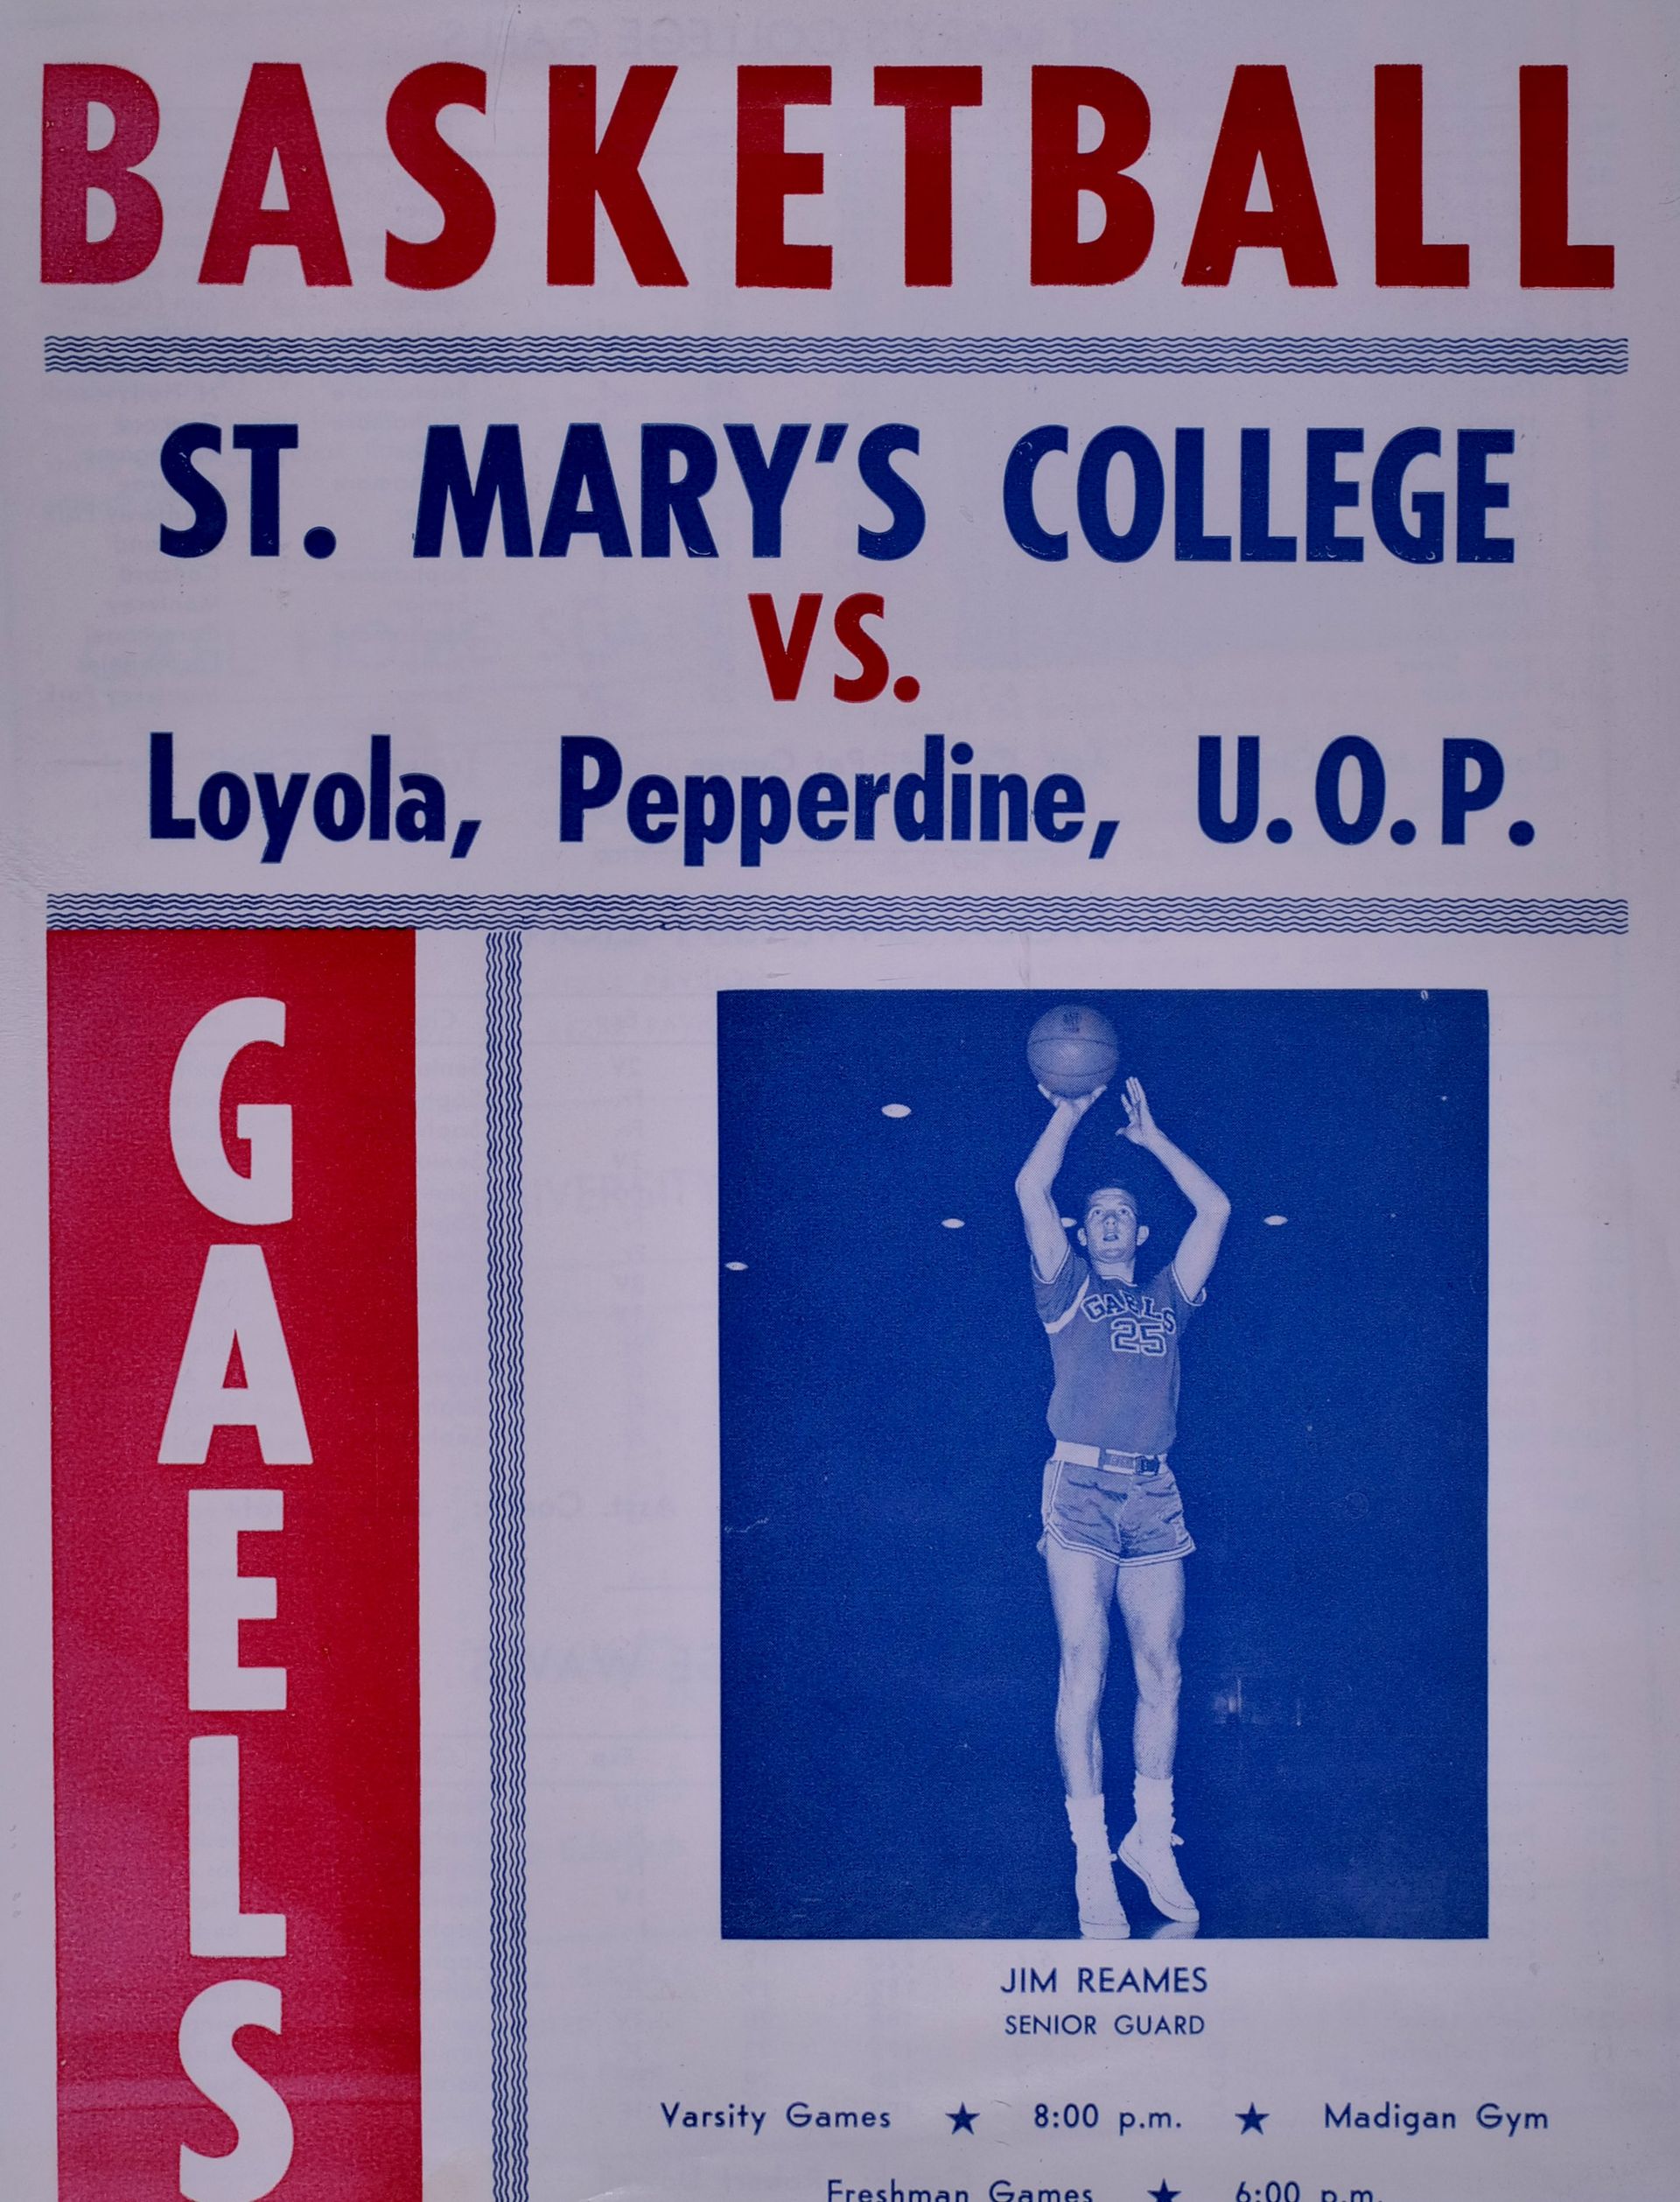 BASKETBALL
ST. MARY'S COLLEGE
VS.
Loyola, Pepperdine, U.O.P.
GAELS
GAELS
25
JIM REAMES
SENIOR GUARD
Varsity Games ★ 8:00 p.m. ★ Madigan Gym
Freshman Games ★ 6:00 p.m.